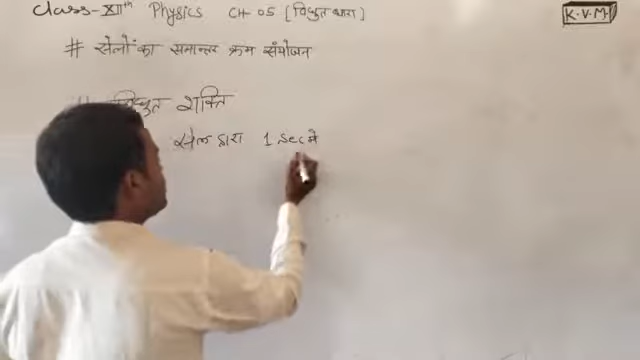 Class-XIIth Physics CH-05 [विद्युत धारा]
K.V.M
# सेलों का समान्तर क्रम संयोजन
विद्युत शक्ति
सेल द्वारा 1 Sec में